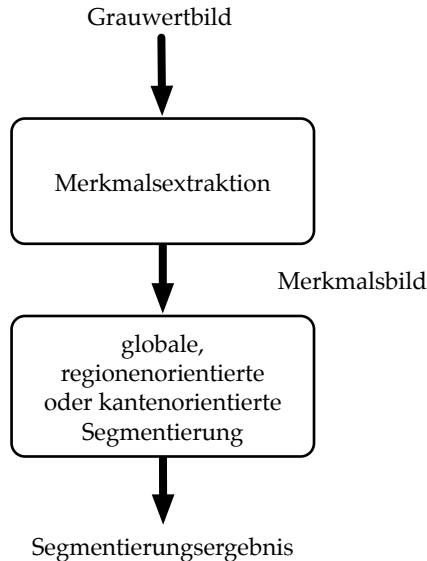 Grauwertbild
Merkmalsextraktion
Merkmalsbild
globale,
regionenorientierte
oder kantenorientierte
Segmentierung
Segmentierungsergebnis